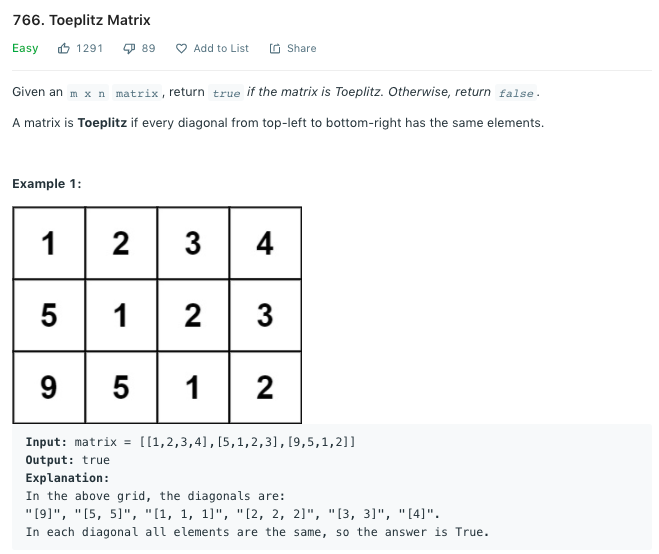 766. Toeplitz Matrix
Easy 1291 89 Add to List Share
Given an m x n matrix, return true if the matrix is Toeplitz. Otherwise, return false.
A matrix is Toeplitz if every diagonal from top-left to bottom-right has the same elements.
Example 1:
1 2 3 4
5 1 2 3
9 5 1 2
Input: matrix = [[1,2,3,4],[5,1,2,3],[9,5,1,2]]
Output: true
Explanation:
In the above grid, the diagonals are:
"[9]", "[5, 5]", "[1, 1, 1]", "[2, 2, 2]", "[3, 3]", "[4]".
In each diagonal all elements are the same, so the answer is True.